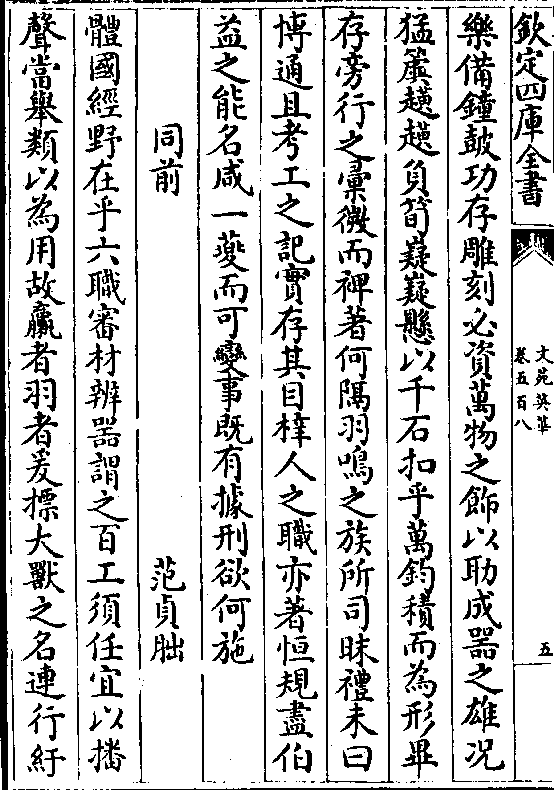 欽定四庫全書
文苑英華
卷五百八
五
樂備鐘鼓功存雕刻必資萬物之飾以助成器之雄况
猛簴趪趪負筍嶷嶷懸以千石扣乎萬鈞積而為形畢
存旁行之彙微而裨著何隔羽鳴之族所司昧禮未曰
博通且考工之記實存其目梓人之職亦著恒規盡伯
益之能名咸一䕫而可變事既有據刑欲何施
同前
范貞朏
體國經野在乎六職審材辨器謂之百工須任宜以播
聲當舉類以為用故臝者羽者爰標大獸之名連行紆